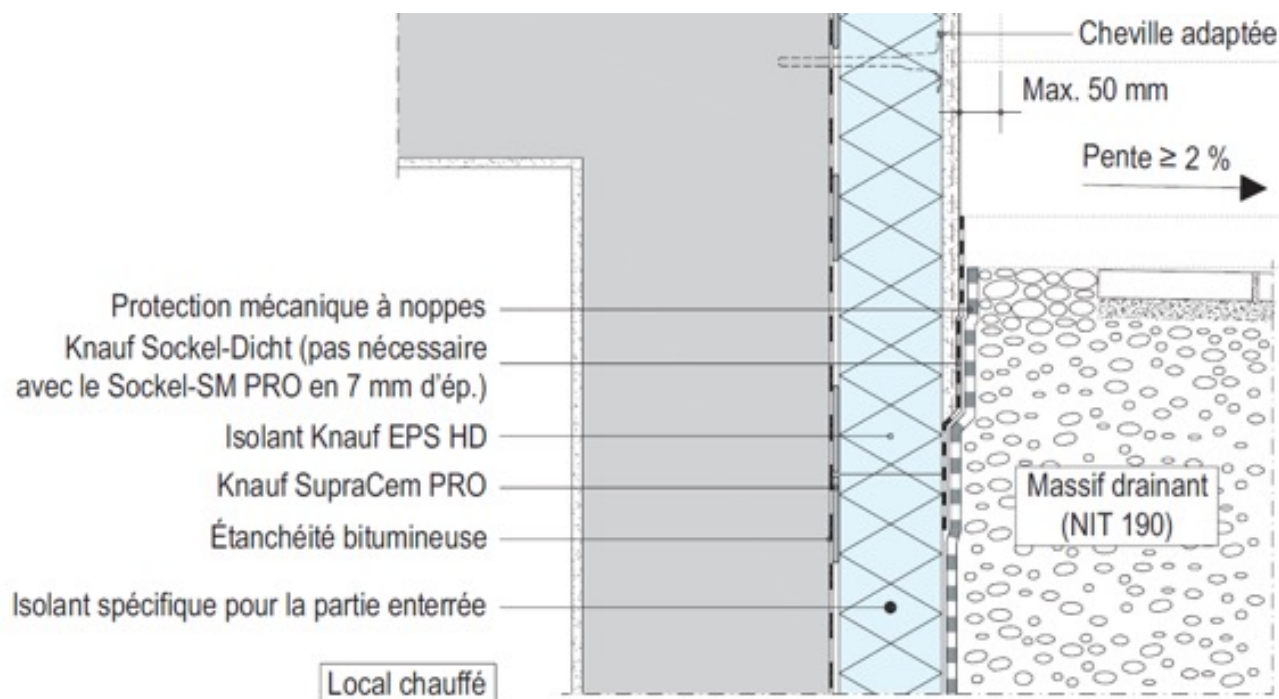 Cheville adaptée
Max. 50 mm
Pente ≥ 2 %
Protection mécanique à noppes
Knauf Sockel-Dicht (pas nécessaire
avec le Sockel-SM PRO en 7 mm d'ép.)
Isolant Knauf EPS HD
Knauf SupraCem PRO
Étanchéité bitumineuse
Isolant spécifique pour la partie enterrée
Local chauffé
Massif drainant
(NIT 190)